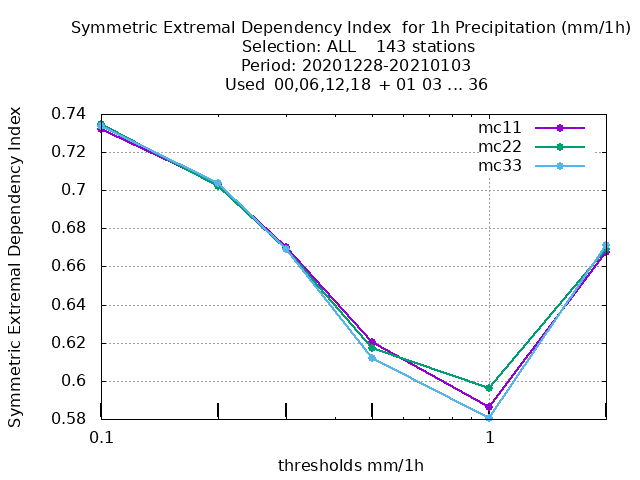 Symmetric Extremal Dependency Index  for 1h Precipitation (mm/1h)
Selection: ALL    143 stations
Period: 20201228-20210103
Used  00,06,12,18  + 01 03 ... 36
Symmetric Extremal Dependency Index
0.74
0.72
0.7
0.68
0.66
0.64
0.62
0.6
0.58
mc11
mc22
mc33
0.1
1
thresholds mm/1h